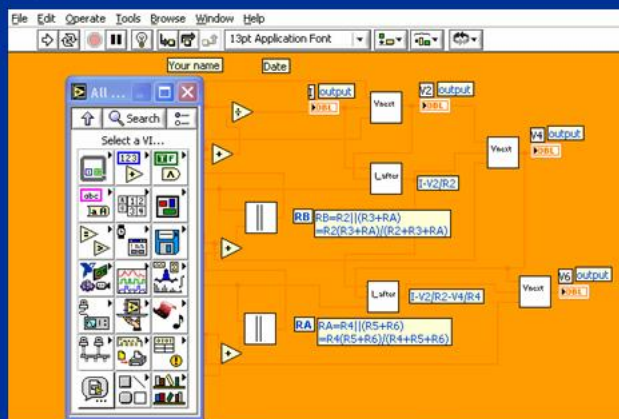 File Edit Operate Tools Browse Window Help
13pt Application Font
Your name
Date
All ...
Search
Select a VI...
I output
DBL
Vnext
V2 output
DBL
I_after
I-V2/R2
Vnext
V4 output
DBL
RB RB=R2||(R3+RA)
=R2(R3+RA)/(R2+R3+RA)
I_after
I-V2/R2-V4/R4
Vnext
V6 output
DBL
RA RA=R4||(R5+R6)
=R4(R5+R6)/(R4+R5+R6)